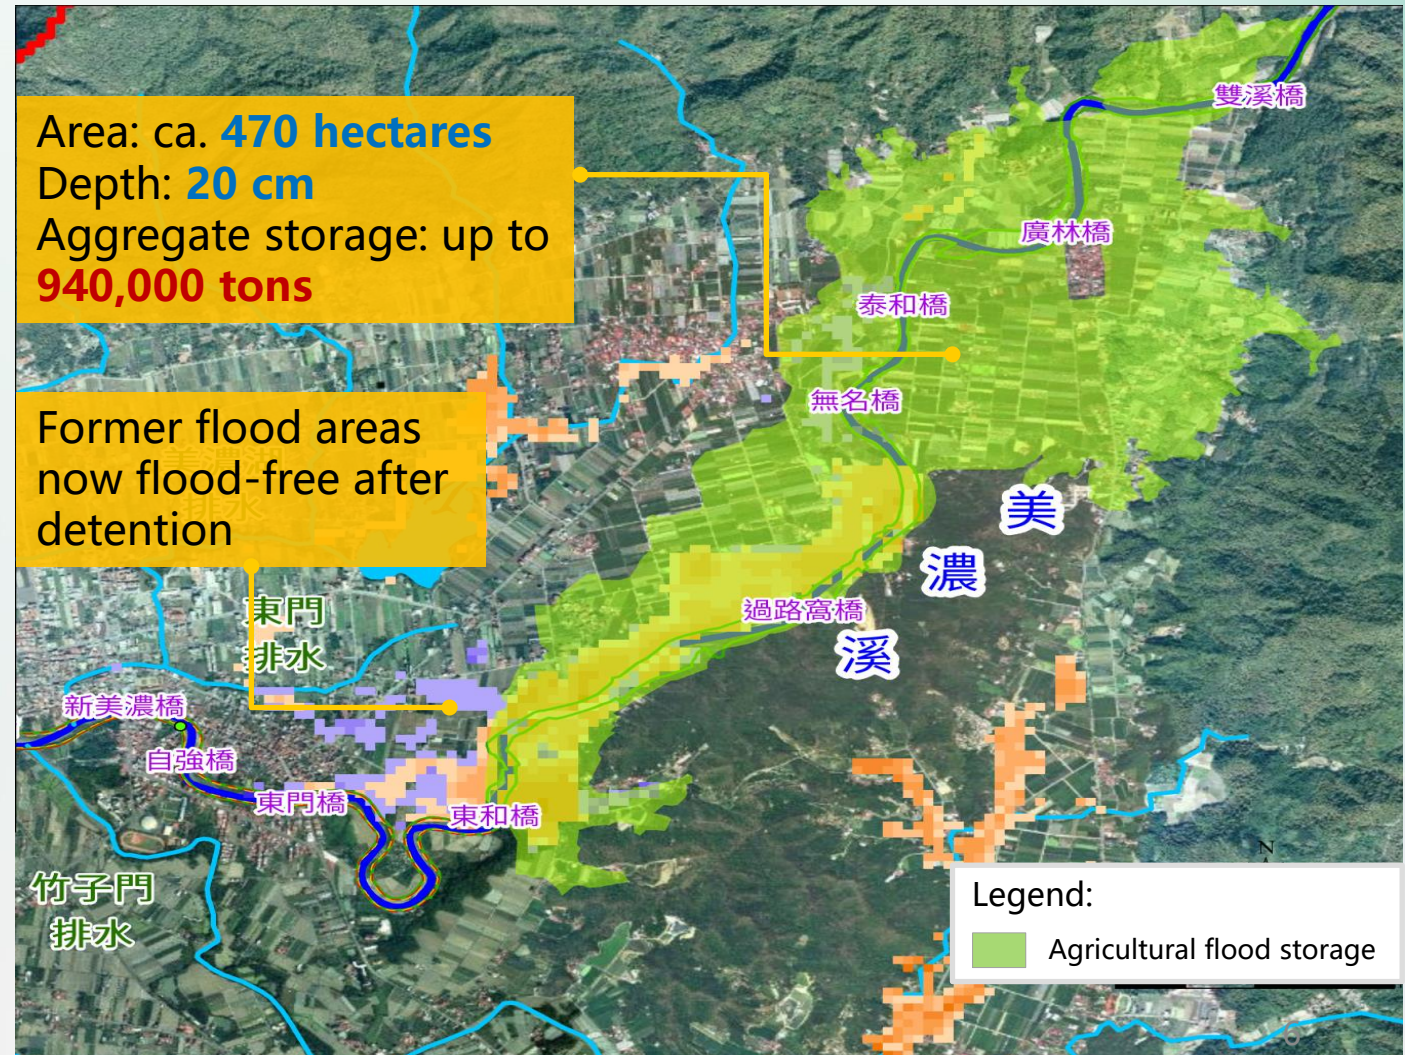 雙溪橋
Area: ca. 470 hectares
Depth: 20 cm
Aggregate storage: up to
940,000 tons
廣林橋
泰和橋
無名橋
Former flood areas
now flood-free after
detention
美
濃
溪
過路窩橋
東門
排水
新美濃橋
自強橋
東門橋
東和橋
竹子門
排水
N
Legend:
Agricultural flood storage